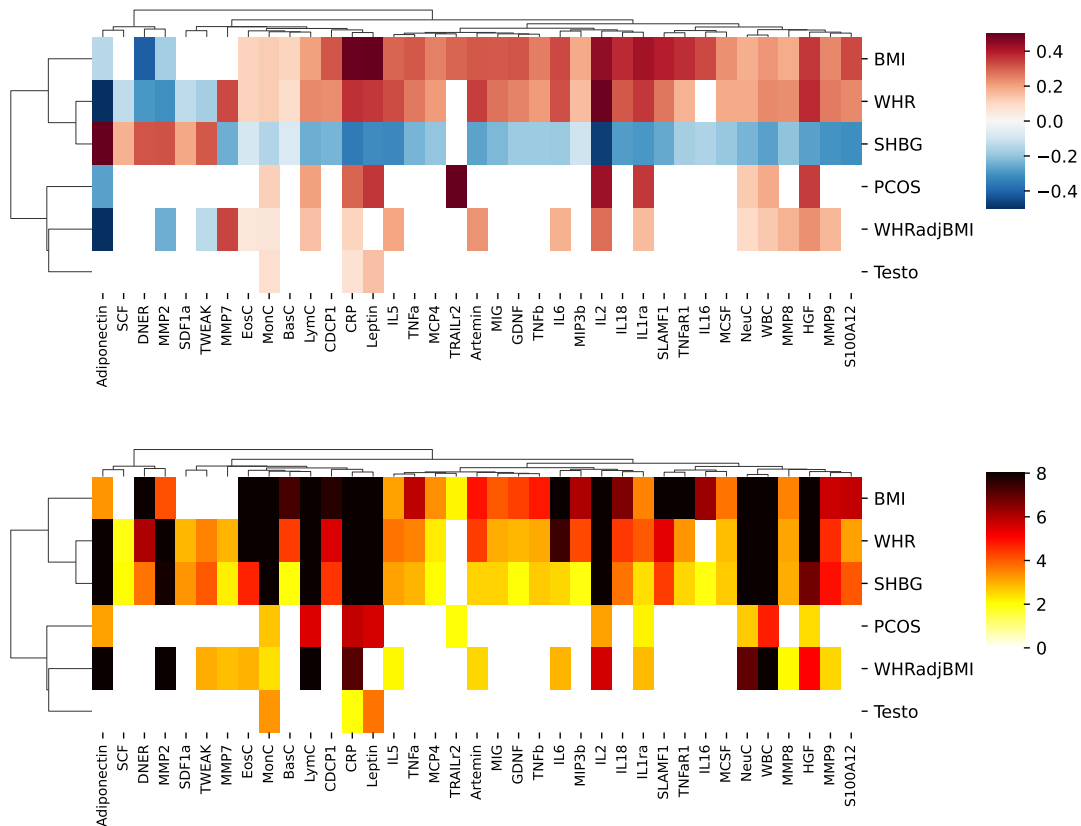 BMI
WHR
SHBG
PCOS
WHRadjBMI
Testo
0.4
0.2
0.0
−0.2
−0.4
Adiponectin
SCF
DNER
MMP2
SDF1a
TWEAK
MMP7
EosC
MonC
BasC
LymC
CDCP1
CRP
Leptin
IL5
TNFa
MCP4
TRAILr2
Artemin
MIG
GDNF
TNFb
IL6
MIP3b
IL2
IL18
IL1ra
SLAMF1
TNFaR1
IL16
MCSF
NeuC
WBC
MMP8
HGF
MMP9
S100A12
BMI
WHR
SHBG
PCOS
WHRadjBMI
Testo
8
6
4
2
0
Adiponectin
SCF
DNER
MMP2
SDF1a
TWEAK
MMP7
EosC
MonC
BasC
LymC
CDCP1
CRP
Leptin
IL5
TNFa
MCP4
TRAILr2
Artemin
MIG
GDNF
TNFb
IL6
MIP3b
IL2
IL18
IL1ra
SLAMF1
TNFaR1
IL16
MCSF
NeuC
WBC
MMP8
HGF
MMP9
S100A12